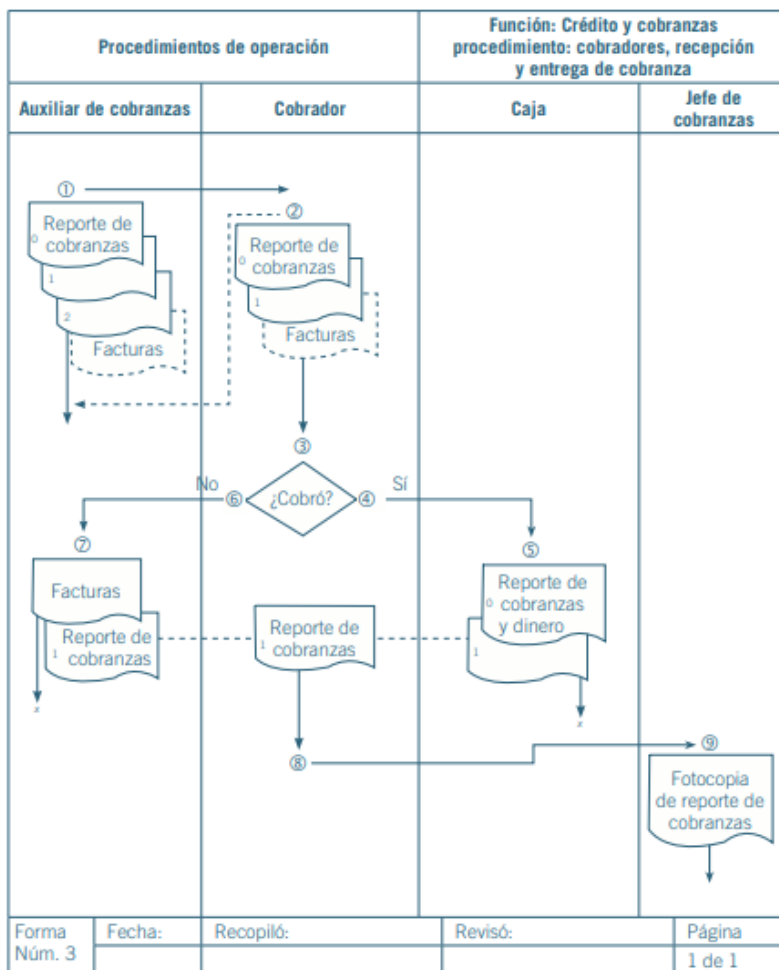 Procedimientos de operación
Función: Crédito y cobranzas
procedimiento: cobradores, recepción
y entrega de cobranza
Auxiliar de cobranzas
Cobrador
Caja
Jefe de
cobranzas
①
②
Reporte de
0 cobranzas
1
2
Facturas
Reporte de
0 cobranzas
1
Facturas
③
No
⑥
¿Cobró?
④
Sí
⑦
⑤
Facturas
Reporte de
1 cobranzas
Reporte de
1 cobranzas
Reporte de
0 cobranzas
y dinero
1
z
z
⑧
⑨
Fotocopia
de reporte de
cobranzas
Forma
Núm. 3
Fecha:
Recopiló:
Revisó:
Página
1 de 1